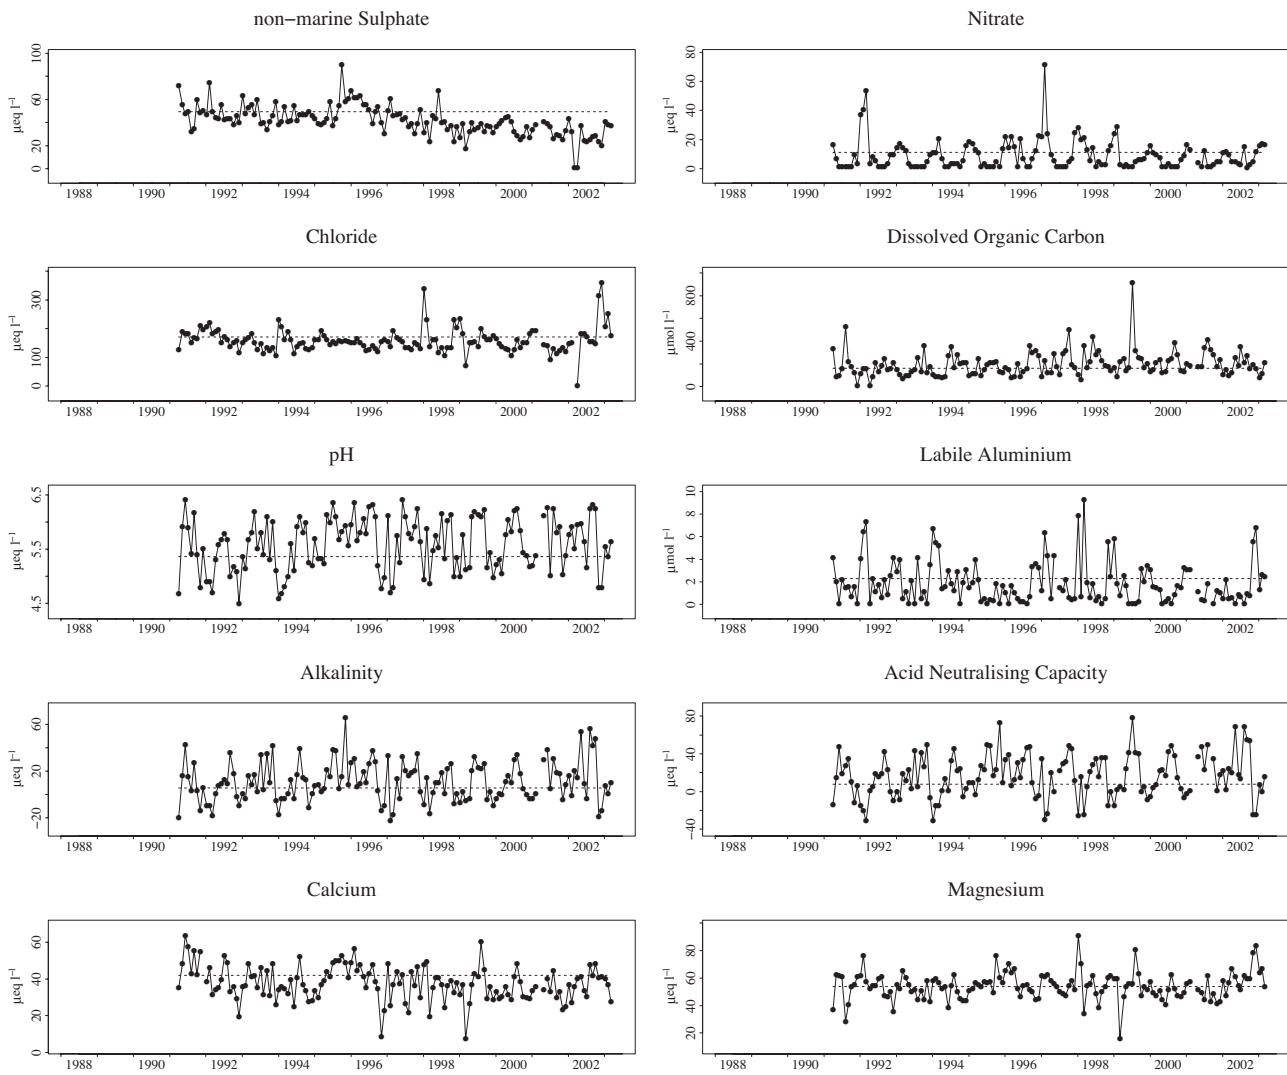 non−marine Sulphate
μeq l⁻¹
100
60
20
0
1988 1990 1992 1994 1996 1998 2000 2002
Nitrate
μeq l⁻¹
80
60
40
20
0
1988 1990 1992 1994 1996 1998 2000 2002
Chloride
μeq l⁻¹
300
100
0
1988 1990 1992 1994 1996 1998 2000 2002
Dissolved Organic Carbon
μmol l⁻¹
800
400
0
1988 1990 1992 1994 1996 1998 2000 2002
pH
μeq l⁻¹
6.5
5.5
4.5
1988 1990 1992 1994 1996 1998 2000 2002
Labile Aluminium
μmol l⁻¹
10
8
6
4
2
0
1988 1990 1992 1994 1996 1998 2000 2002
Alkalinity
μeq l⁻¹
60
20
−20
1988 1990 1992 1994 1996 1998 2000 2002
Acid Neutralising Capacity
μeq l⁻¹
80
40
0
−40
1988 1990 1992 1994 1996 1998 2000 2002
Calcium
μeq l⁻¹
60
40
20
0
1988 1990 1992 1994 1996 1998 2000 2002
Magnesium
μeq l⁻¹
80
60
40
20
1988 1990 1992 1994 1996 1998 2000 2002